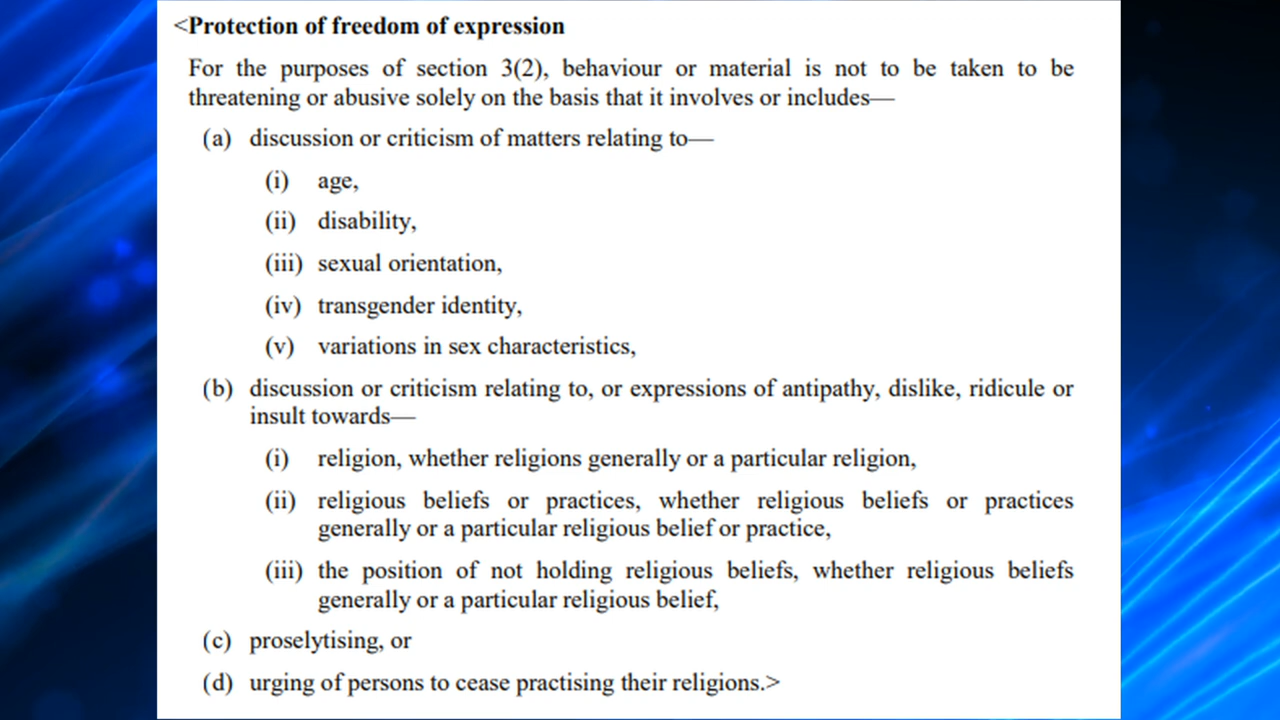 <Protection of freedom of expression
For the purposes of section 3(2), behaviour or material is not to be taken to be
threatening or abusive solely on the basis that it involves or includes—
(a) discussion or criticism of matters relating to—
(i) age,
(ii) disability,
(iii) sexual orientation,
(iv) transgender identity,
(v) variations in sex characteristics,
(b) discussion or criticism relating to, or expressions of antipathy, dislike, ridicule or
insult towards—
(i) religion, whether religions generally or a particular religion,
(ii) religious beliefs or practices, whether religious beliefs or practices
generally or a particular religious belief or practice,
(iii) the position of not holding religious beliefs, whether religious beliefs
generally or a particular religious belief,
(c) proselytising, or
(d) urging of persons to cease practising their religions.>